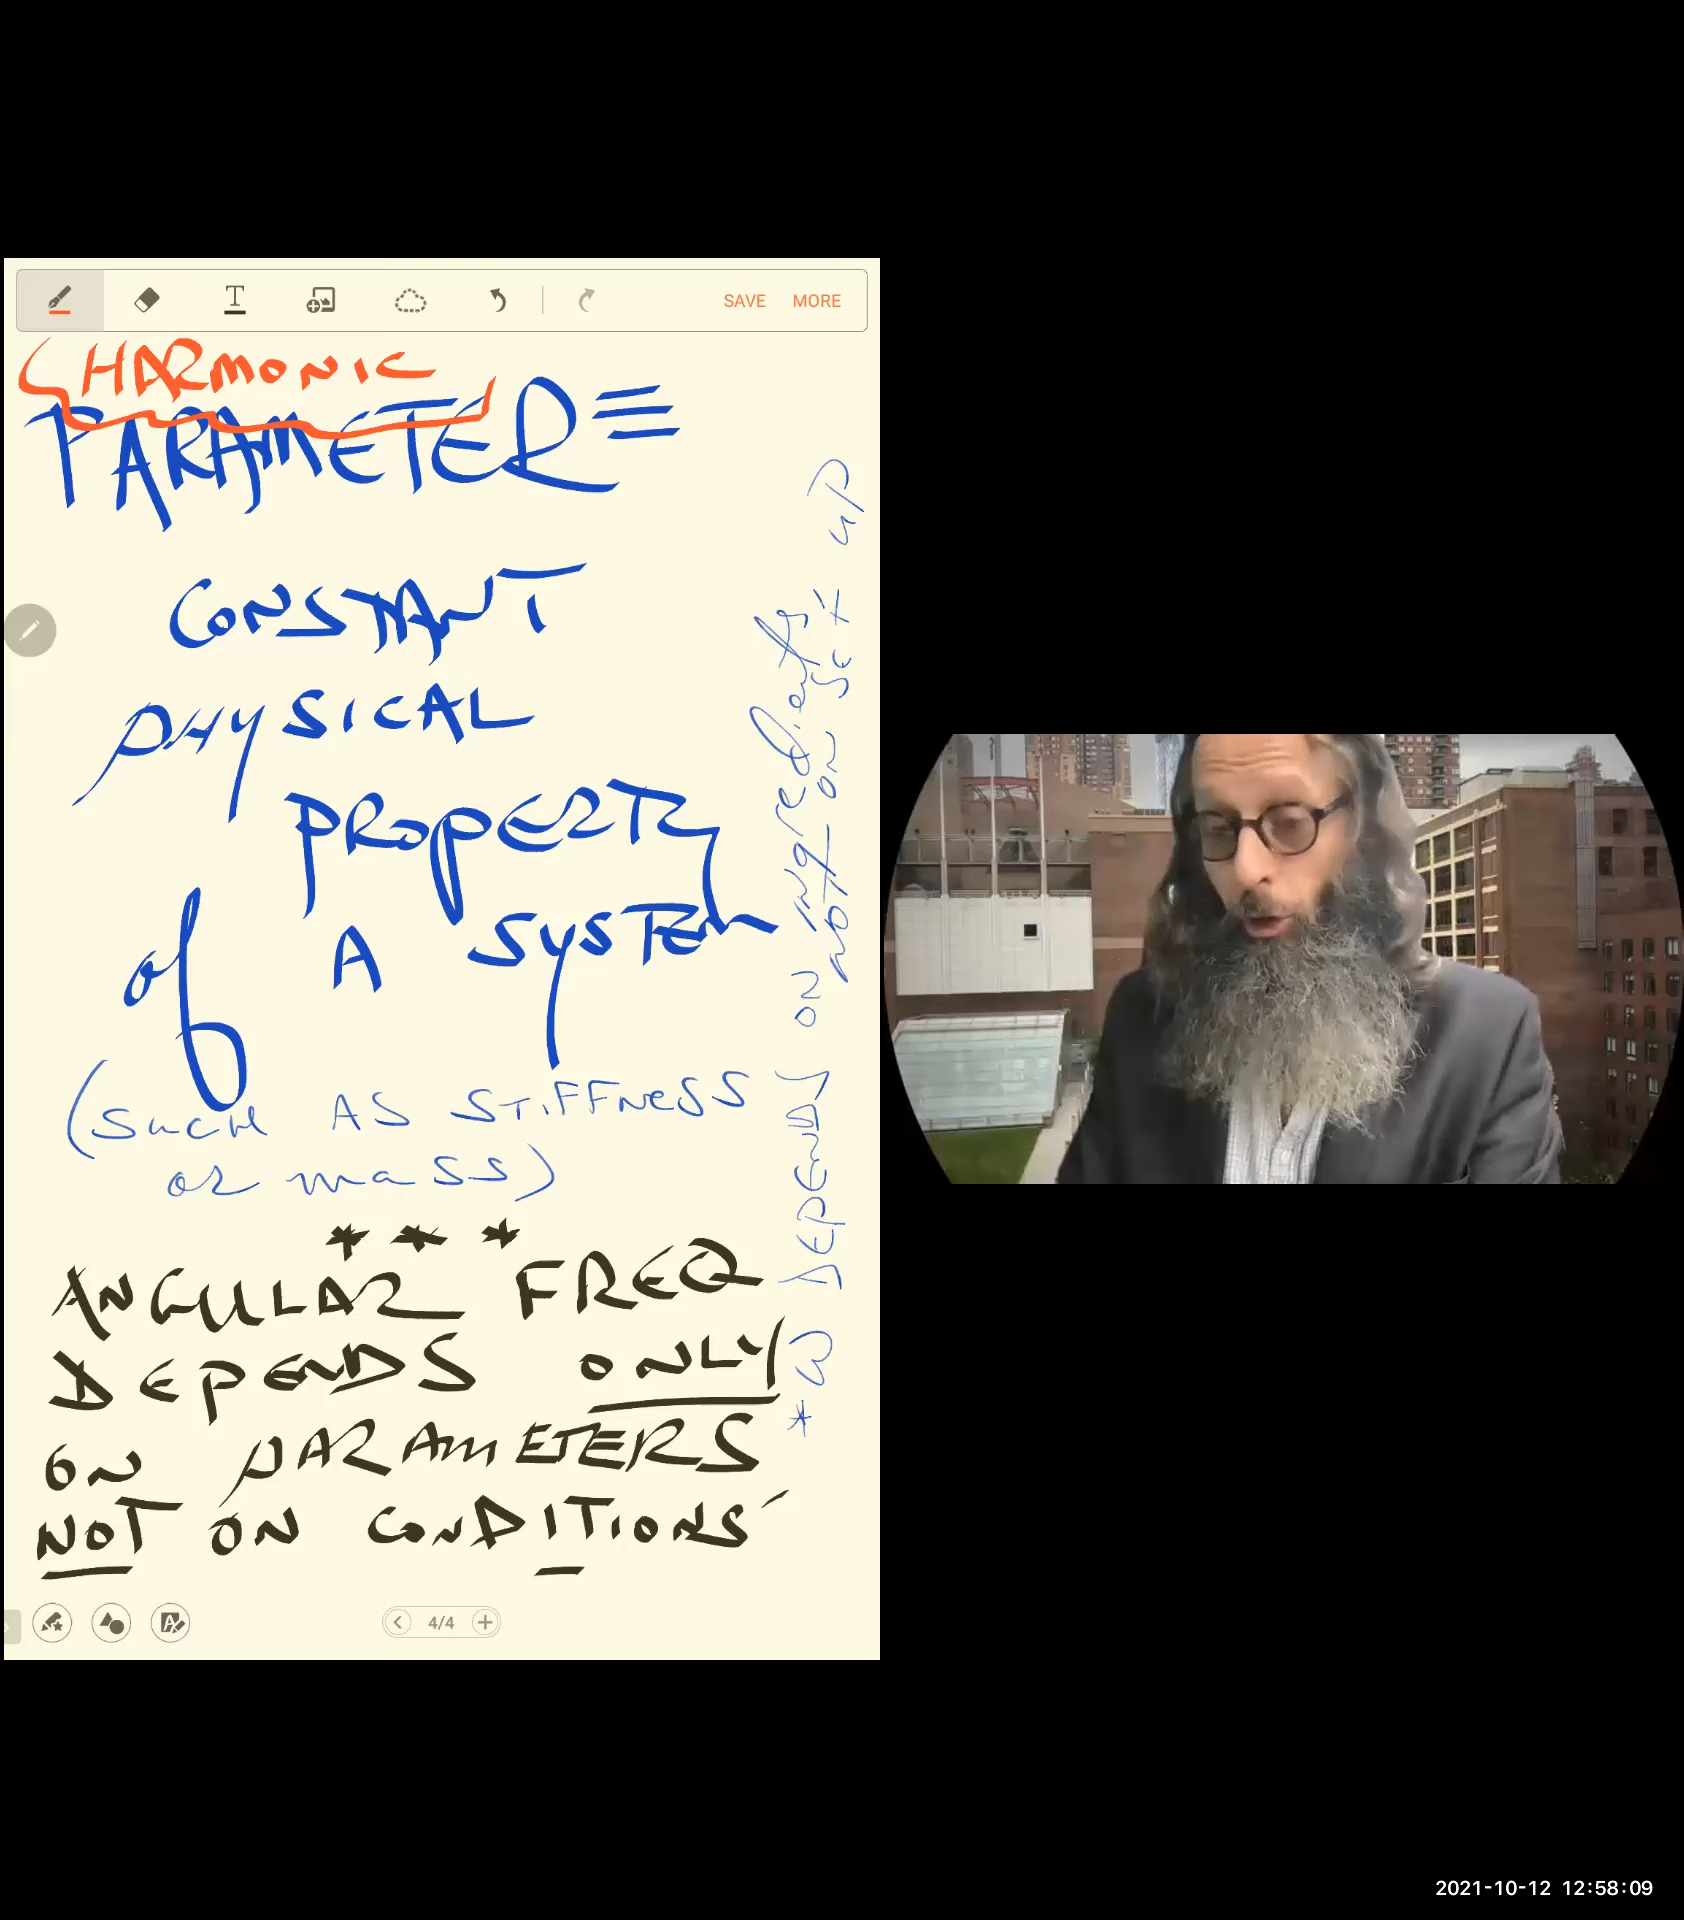 SAVE MORE
HARMONIC
PARAMETER ≡
CONSTANT
PHYSICAL
PROPERTY
of A SYSTEM
(SUCH AS STIFFNESS
OR MASS)
***
ANGULAR FREQ
DEPENDS ONLY
ON PARAMETERS
NOT ON CONDITIONS
* ω DEPENDS ON INgredients
NOT ON SET UP
4/4
2021-10-12 12:58:09